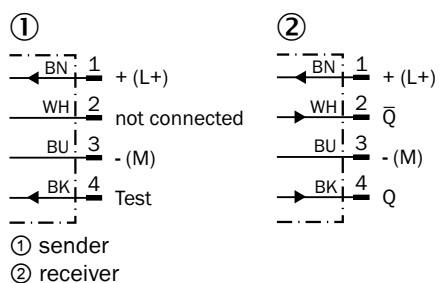 ① ②
BN 1 + (L+) BN 1 + (L+)
WH 2 not connected WH 2 Q̅
BU 3 - (M) BU 3 - (M)
BK 4 Test BK 4 Q
① sender
② receiver